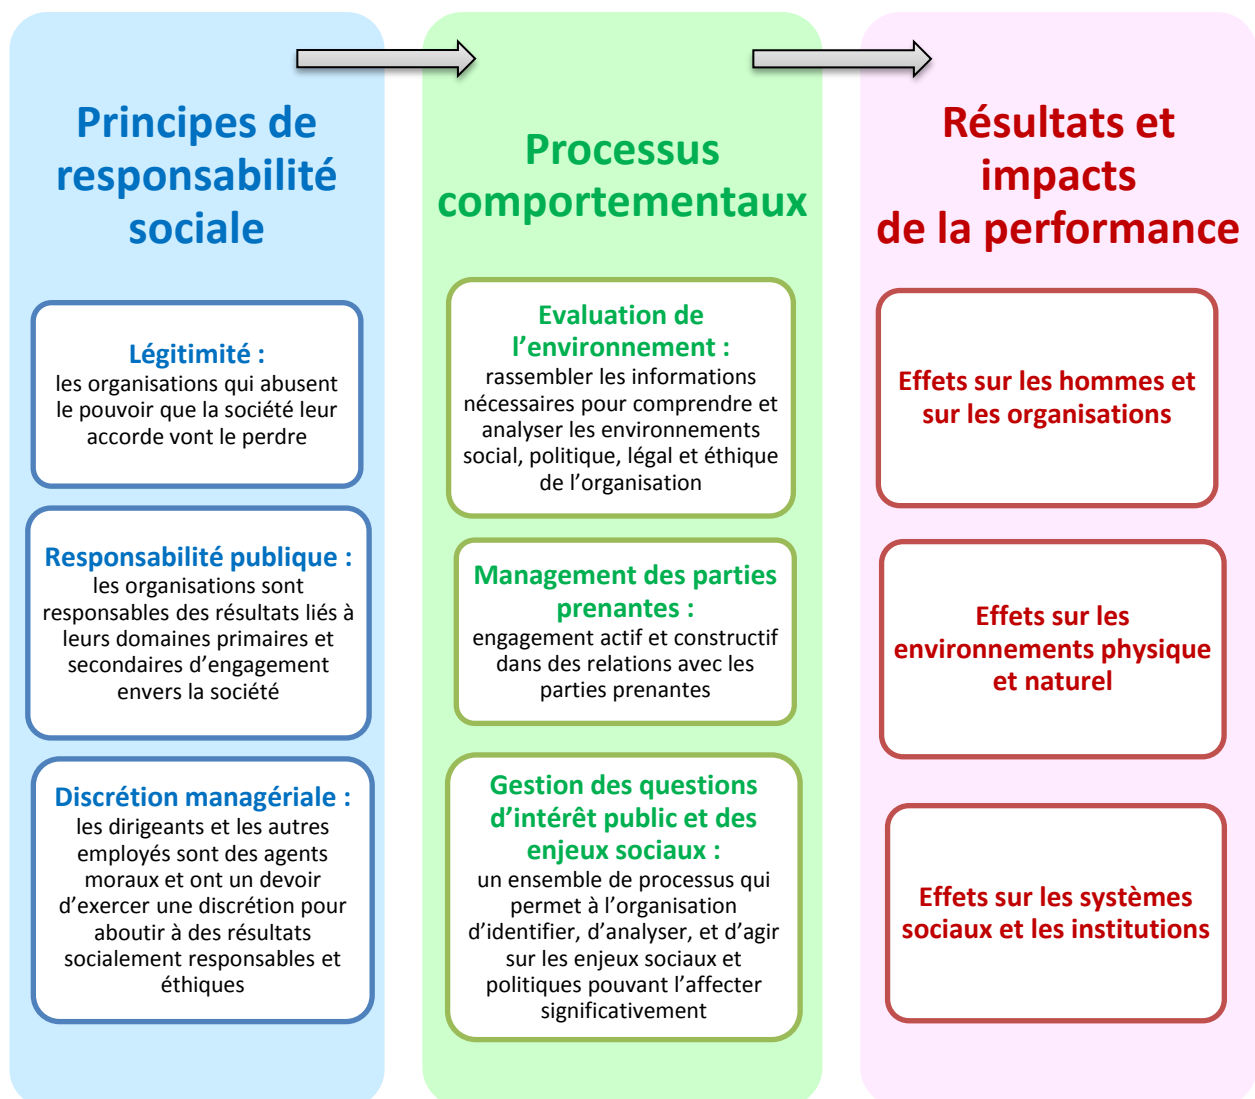 Principes de
responsabilité
sociale
Légitimité :
les organisations qui abusent
le pouvoir que la société leur
accorde vont le perdre
Responsabilité publique :
les organisations sont
responsables des résultats liés à
leurs domaines primaires et
secondaires d’engagement
envers la société
Discrétion managériale :
les dirigeants et les autres
employés sont des agents
moraux et ont un devoir
d’exercer une discrétion pour
aboutir à des résultats
socialement responsables et
éthiques
Processus
comportementaux
Evaluation de
l’environnement :
rassembler les informations
nécessaires pour comprendre et
analyser les environnements
social, politique, légal et éthique
de l’organisation
Management des parties
prenantes :
engagement actif et constructif
dans des relations avec les
parties prenantes
Gestion des questions
d’intérêt public et des
enjeux sociaux :
un ensemble de processus qui
permet à l’organisation
d’identifier, d’analyser, et d’agir
sur les enjeux sociaux et
politiques pouvant l’affecter
significativement
Résultats et
impacts
de la performance
Effets sur les hommes et
sur les organisations
Effets sur les
environnements physique
et naturel
Effets sur les systèmes
sociaux et les institutions